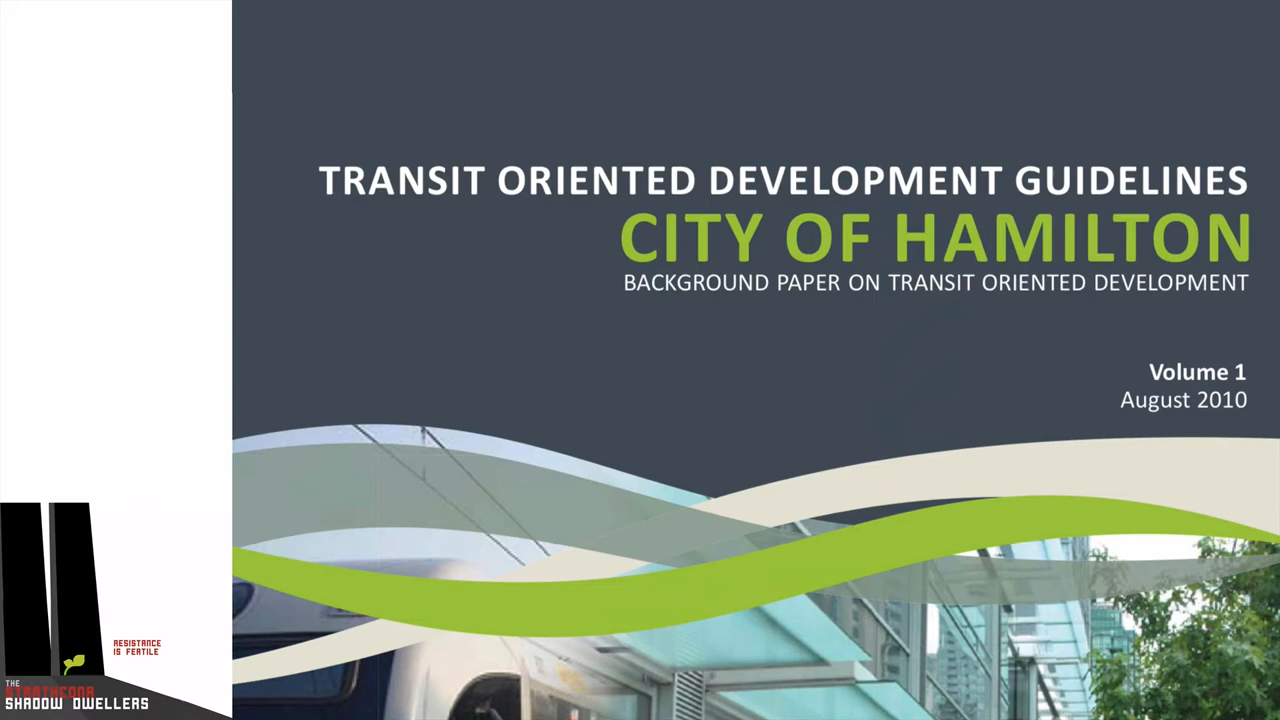 TRANSIT ORIENTED DEVELOPMENT GUIDELINES
CITY OF HAMILTON
BACKGROUND PAPER ON TRANSIT ORIENTED DEVELOPMENT
Volume 1
August 2010
RESISTANCE
IS FERTILE
THE
STRATHCONA
SHADOW DWELLERS